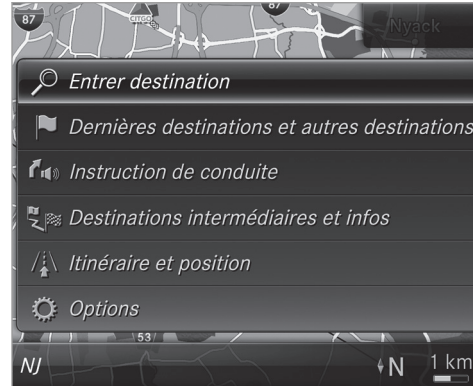 87
CITGO
87
Nyack
Entrer destination
Dernières destinations et autres destinations
Instruction de conduite
Destinations intermédiaires et infos
Itinéraire et position
Options
53
NJ
N
1 km